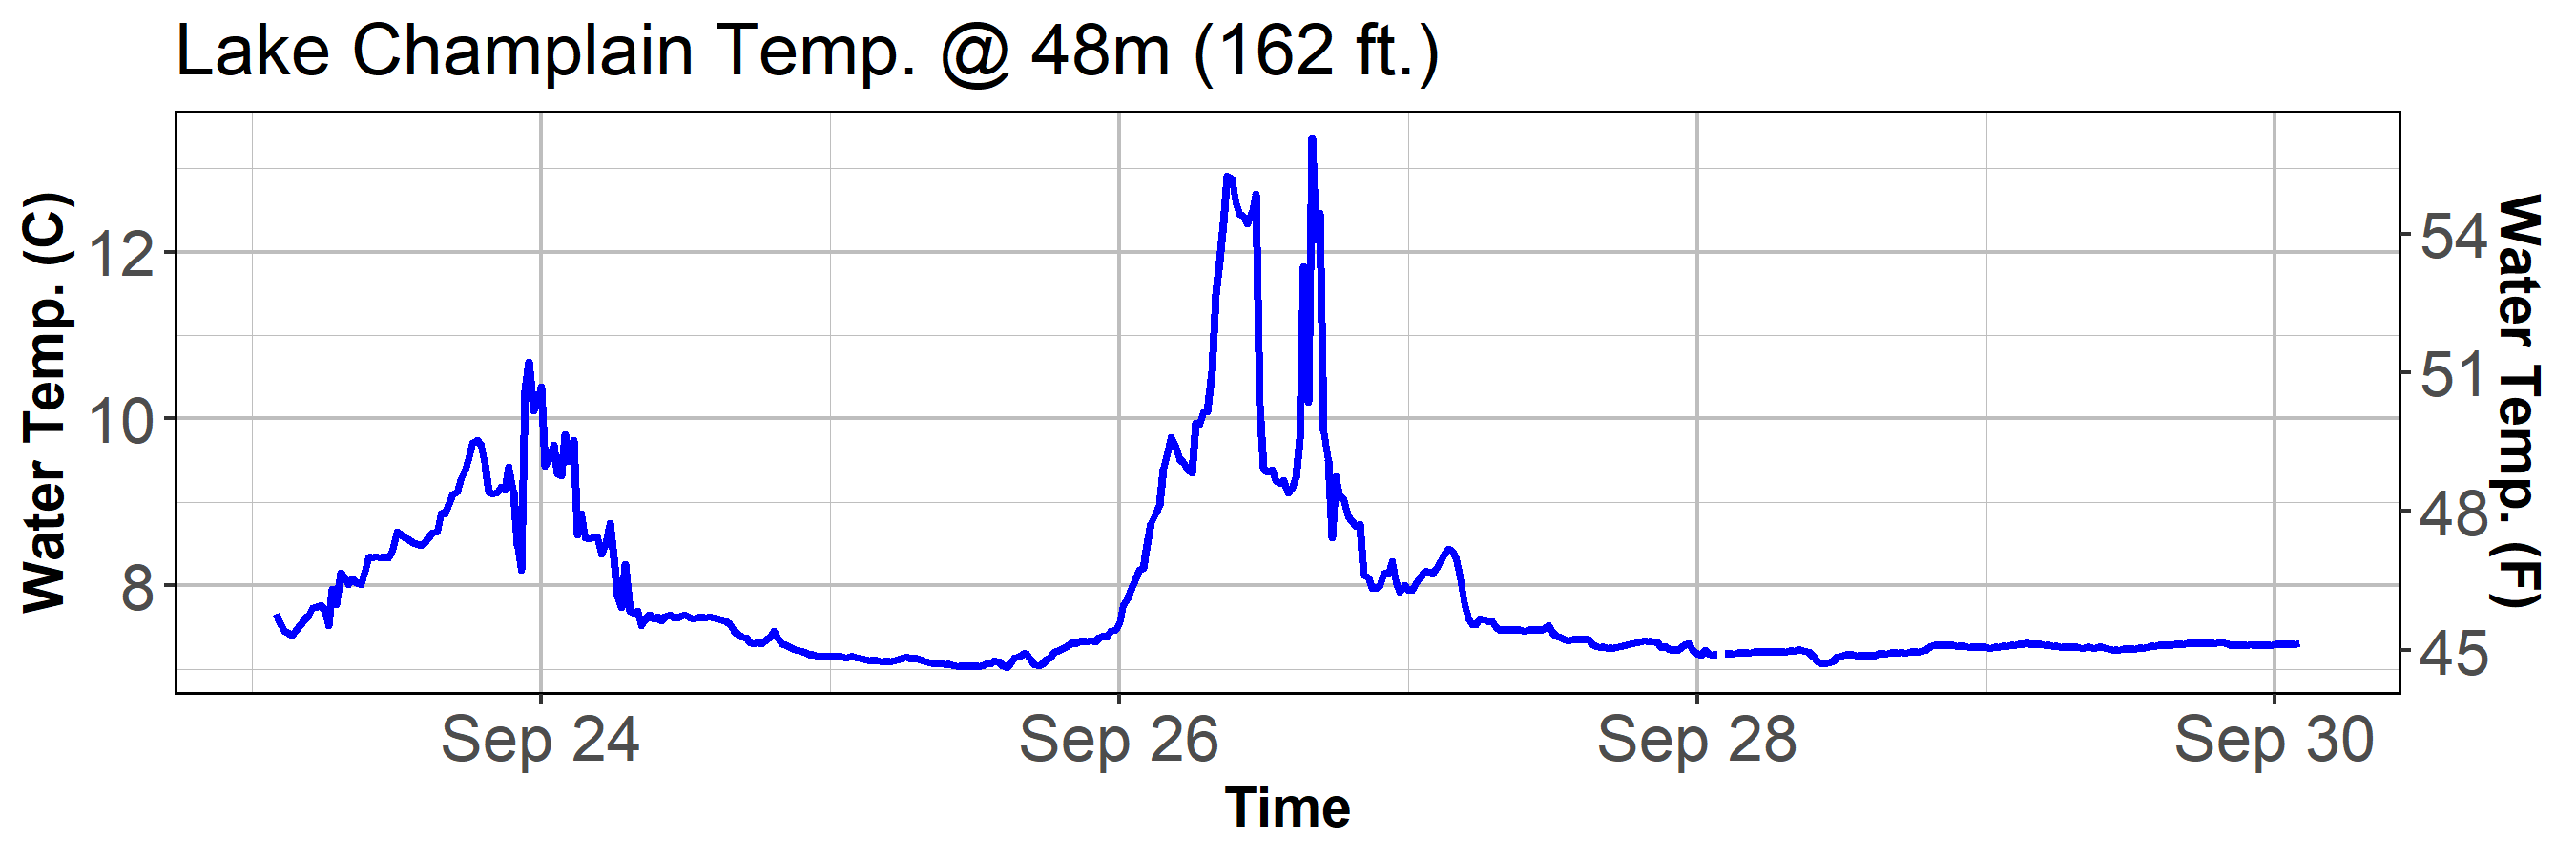 Lake Champlain Temp. @ 48m (162 ft.)
Water Temp. (C)
12
10
8
54
51
48
45
Water Temp. (F)
Sep 24
Sep 26
Sep 28
Sep 30
Time